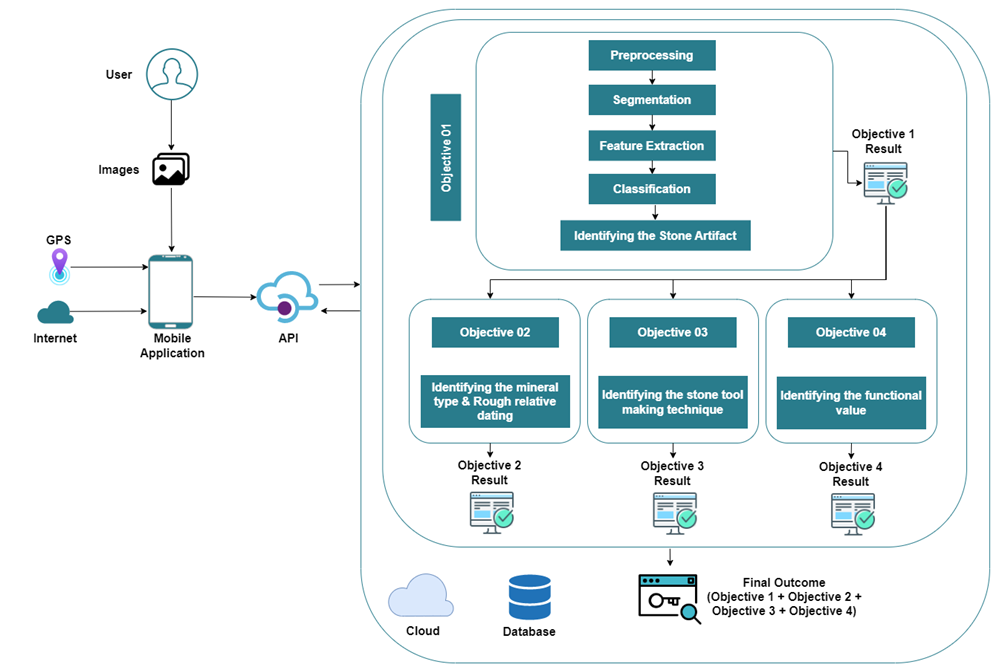 User
Images
GPS
Internet
Mobile
Application
API
Objective 01
Preprocessing
Segmentation
Feature Extraction
Classification
Identifying the Stone Artifact
Objective 1
Result
Objective 02
Identifying the mineral
type & Rough relative
dating
Objective 03
Identifying the stone tool
making technique
Objective 04
Identifying the functional
value
Objective 2
Result
Objective 3
Result
Objective 4
Result
Cloud
Database
Final Outcome
(Objective 1 + Objective 2 +
Objective 3 + Objective 4)